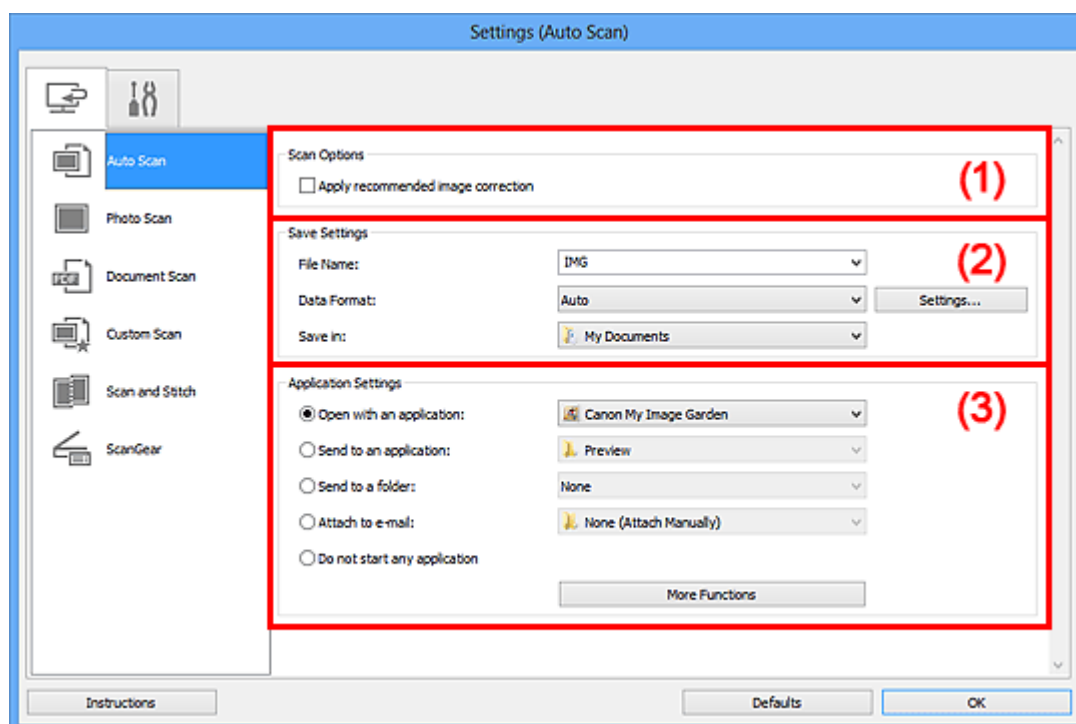 Settings (Auto Scan)
Auto Scan
Photo Scan
Document Scan
Custom Scan
Scan and Stitch
ScanGear
Scan Options
Apply recommended image correction
(1)
Save Settings
(2)
File Name: IMG
Data Format: Auto Settings...
Save in: My Documents
Application Settings
(3)
Open with an application: Canon My Image Garden
Send to an application: Preview
Send to a folder: None
Attach to e-mail: None (Attach Manually)
Do not start any application
More Functions
Instructions Defaults OK